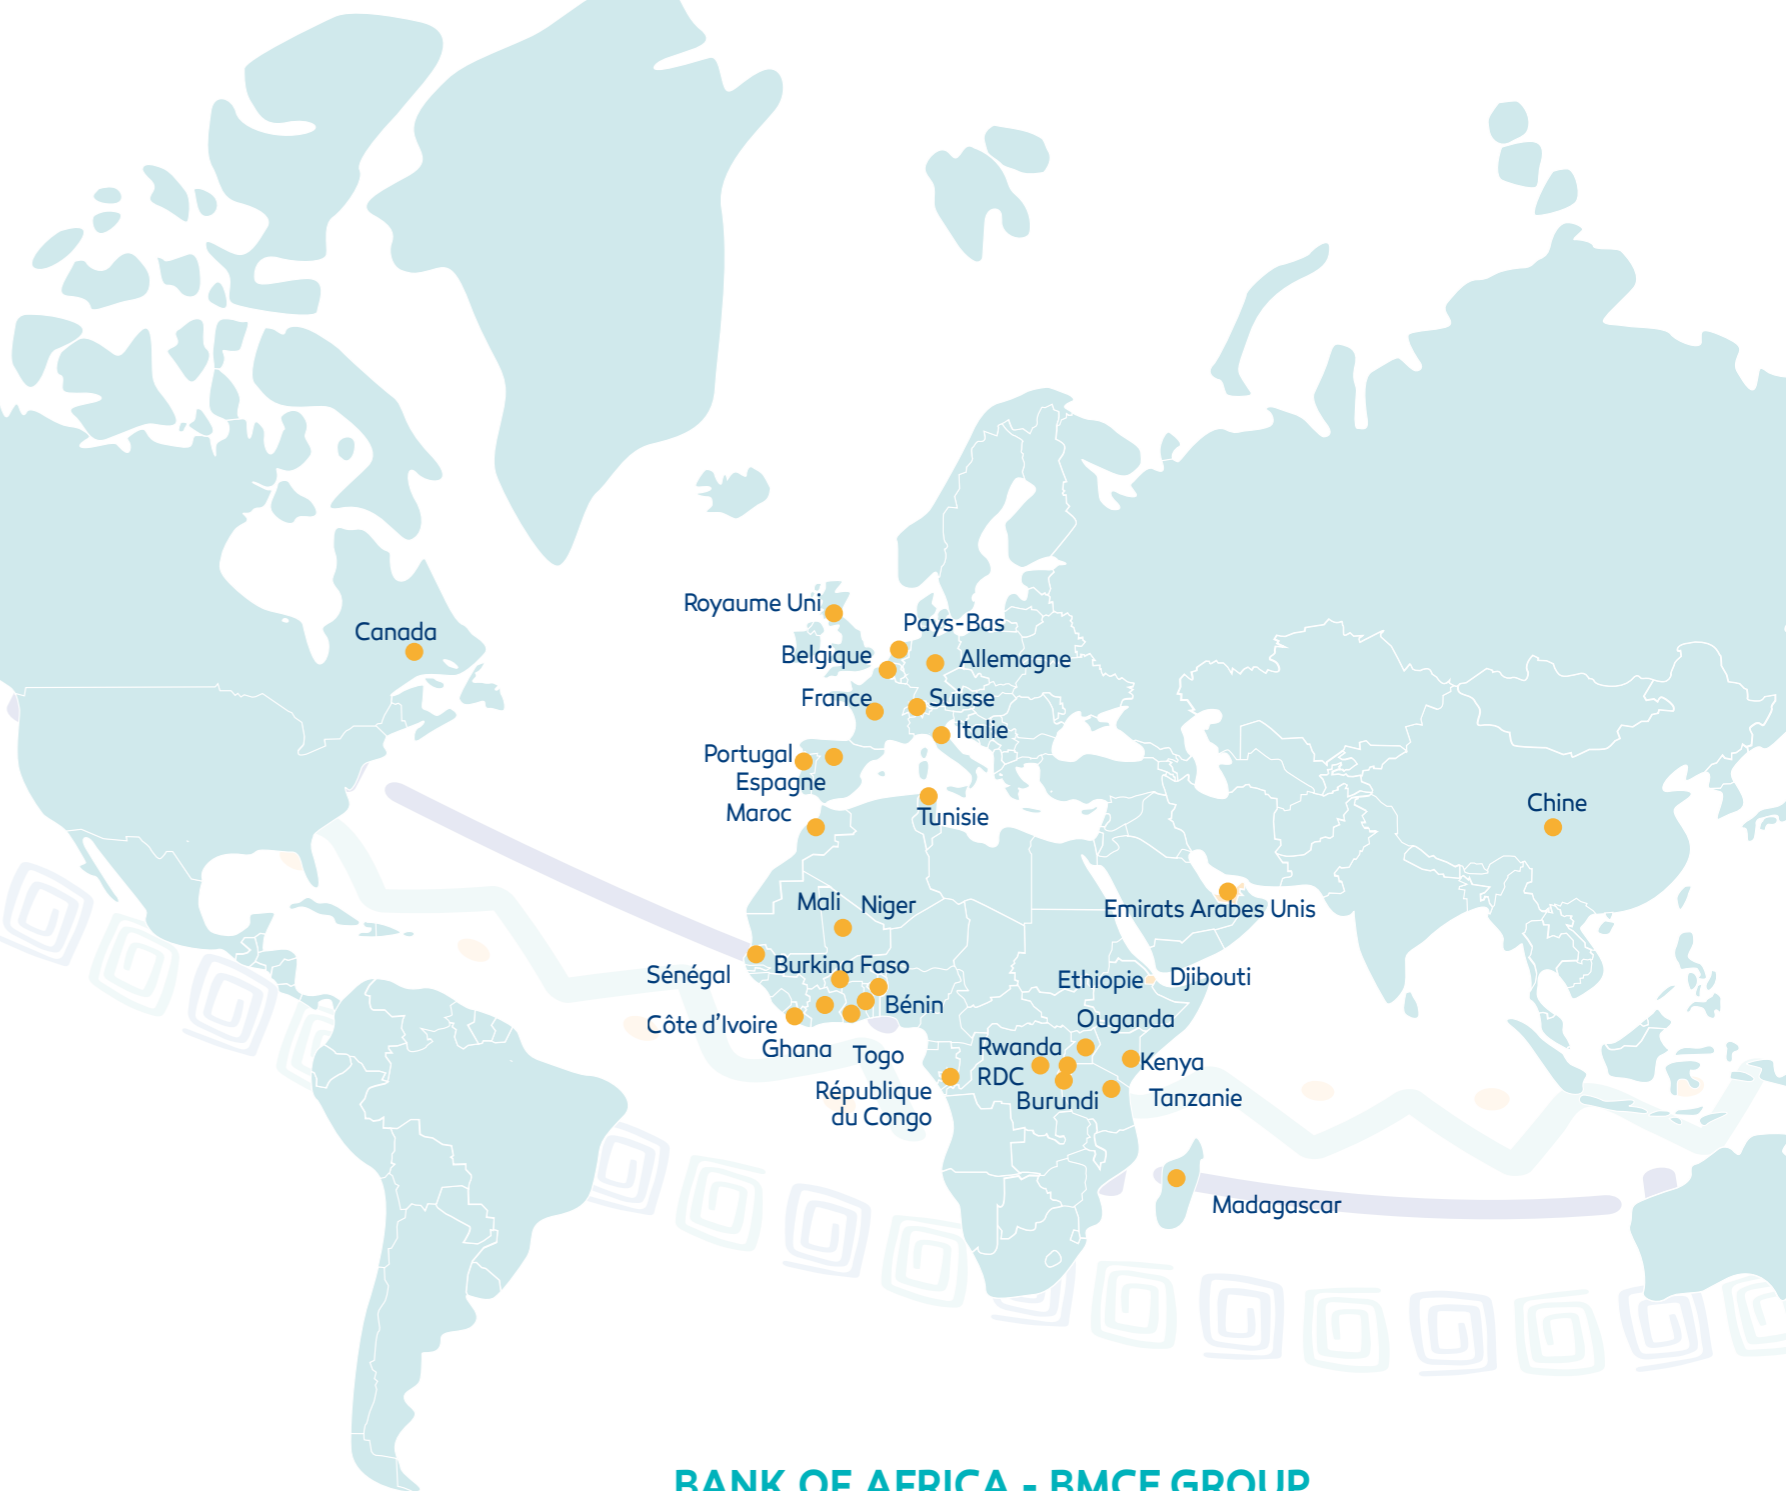 Royaume Uni
Pays-Bas
Canada
Belgique
Allemagne
France
Suisse
Italie
Portugal
Espagne
Maroc
Tunisie
Chine
Mali
Niger
Emirats Arabes Unis
Sénégal
Burkina Faso
Ethiopie
Djibouti
Bénin
Côte d'Ivoire
Ouganda
Ghana
Togo
Rwanda
Kenya
RDC
République
du Congo
Burundi
Tanzanie
Madagascar
BANK OF AFRICA - BMCE GROUP